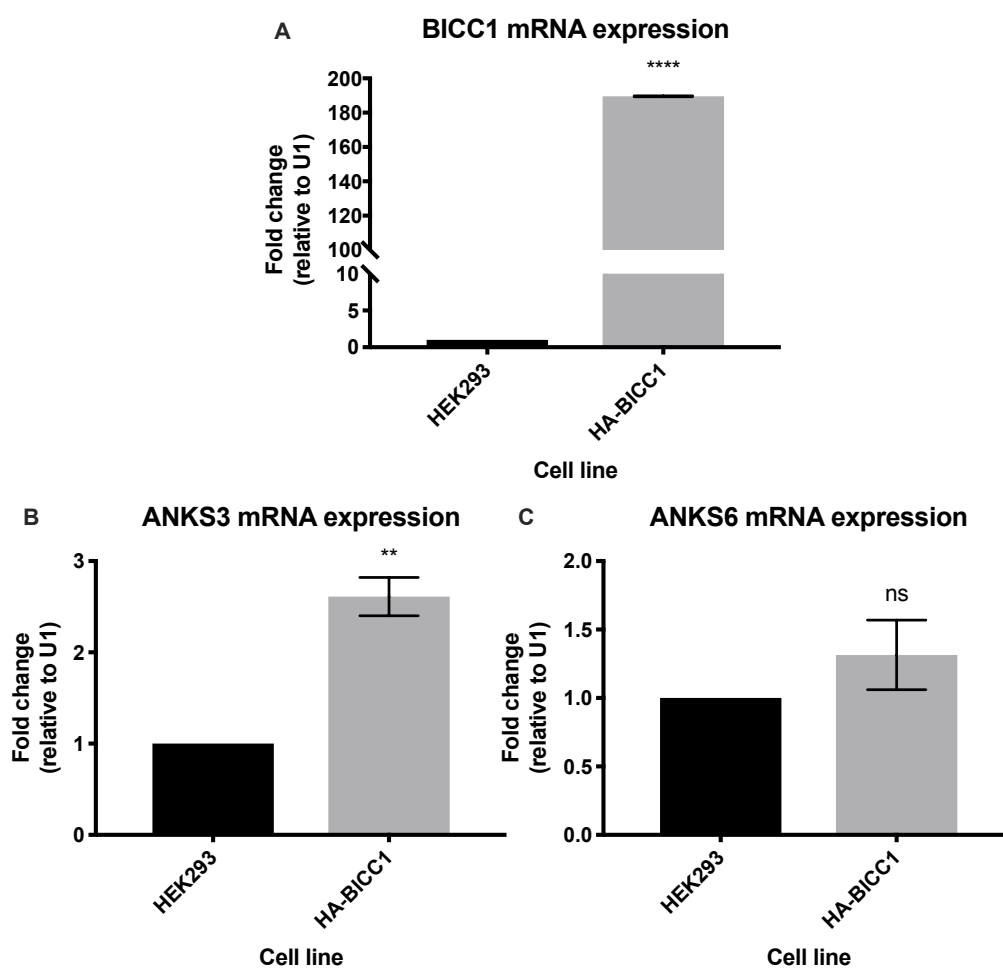 A BICC1 mRNA expression
****
Fold change
(relative to U1)
200
180
160
140
120
100
10
5
0
HEK293
HA-BICC1
Cell line
B ANKS3 mRNA expression
**
Fold change
(relative to U1)
3
2
1
0
HEK293
HA-BICC1
Cell line
C ANKS6 mRNA expression
ns
Fold change
(relative to U1)
2.0
1.5
1.0
0.5
0.0
HEK293
HA-BICC1
Cell line